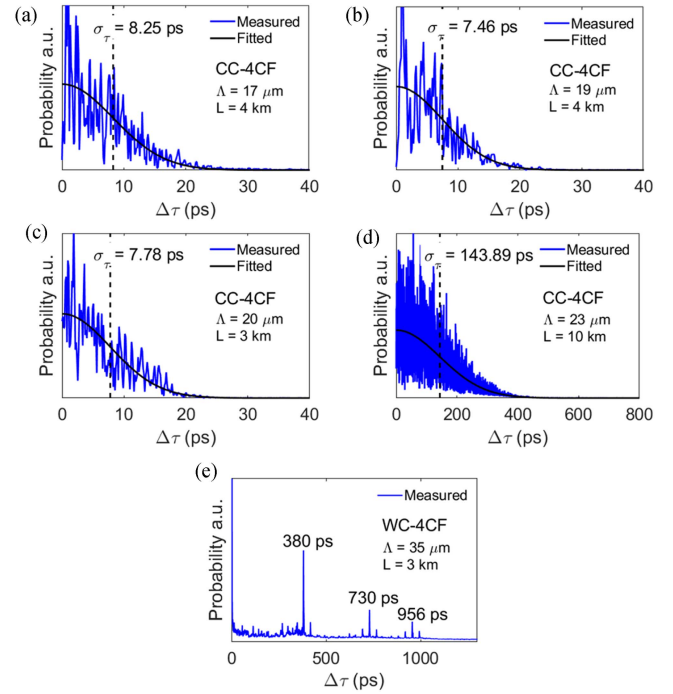 (a)
στ = 8.25 ps
Measured
Fitted
CC-4CF
Λ = 17 μm
L = 4 km
Probability a.u.
0 10 20 30 40
Δτ (ps)
(b)
στ = 7.46 ps
Measured
Fitted
CC-4CF
Λ = 19 μm
L = 4 km
Probability a.u.
0 10 20 30 40
Δτ (ps)
(c)
στ = 7.78 ps
Measured
Fitted
CC-4CF
Λ = 20 μm
L = 3 km
Probability a.u.
0 10 20 30 40
Δτ (ps)
(d)
στ = 143.89 ps
Measured
Fitted
CC-4CF
Λ = 23 μm
L = 10 km
Probability a.u.
0 200 400 600 800
Δτ (ps)
(e)
Measured
WC-4CF
Λ = 35 μm
L = 3 km
380 ps
730 ps
956 ps
Probability a.u.
0 500 1000
Δτ (ps)